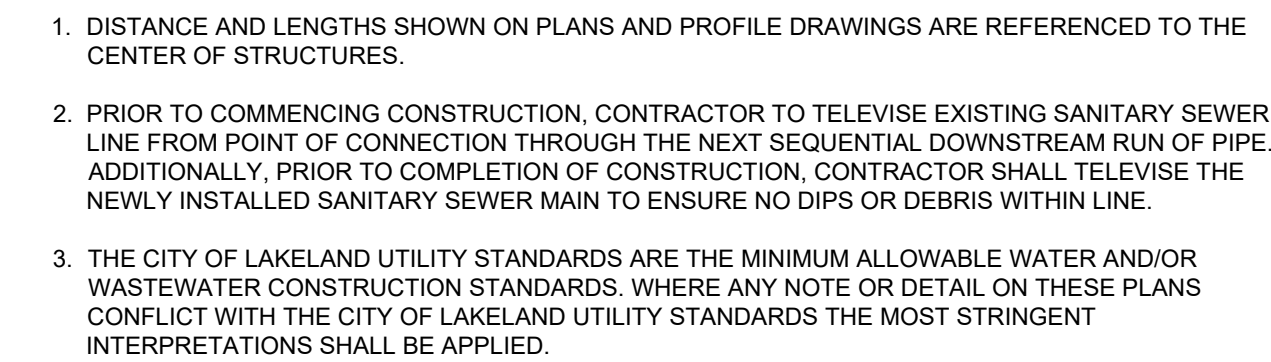 1. DISTANCE AND LENGTHS SHOWN ON PLANS AND PROFILE DRAWINGS ARE REFERENCED TO THE
CENTER OF STRUCTURES.
2. PRIOR TO COMMENCING CONSTRUCTION, CONTRACTOR TO TELEVISE EXISTING SANITARY SEWER
LINE FROM POINT OF CONNECTION THROUGH THE NEXT SEQUENTIAL DOWNSTREAM RUN OF PIPE.
ADDITIONALLY, PRIOR TO COMPLETION OF CONSTRUCTION, CONTRACTOR SHALL TELEVISE THE
NEWLY INSTALLED SANITARY SEWER MAIN TO ENSURE NO DIPS OR DEBRIS WITHIN LINE.
3. THE CITY OF LAKELAND UTILITY STANDARDS ARE THE MINIMUM ALLOWABLE WATER AND/OR
WASTEWATER CONSTRUCTION STANDARDS. WHERE ANY NOTE OR DETAIL ON THESE PLANS
CONFLICT WITH THE CITY OF LAKELAND UTILITY STANDARDS THE MOST STRINGENT
INTERPRETATIONS SHALL BE APPLIED.